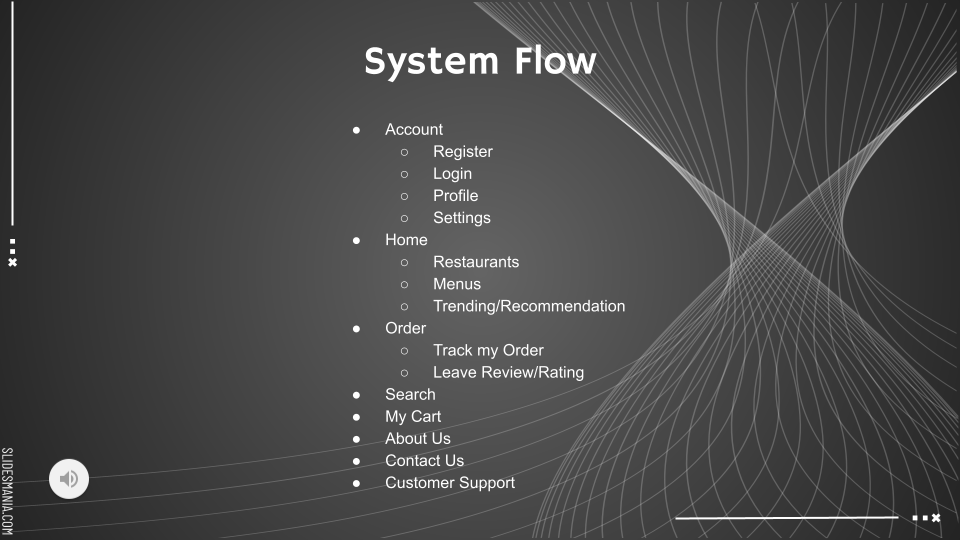 System Flow
● Account
○ Register
○ Login
○ Profile
○ Settings
● Home
○ Restaurants
○ Menus
○ Trending/Recommendation
● Order
○ Track my Order
○ Leave Review/Rating
● Search
● My Cart
● About Us
● Contact Us
● Customer Support
SLIDESMANIA.COM